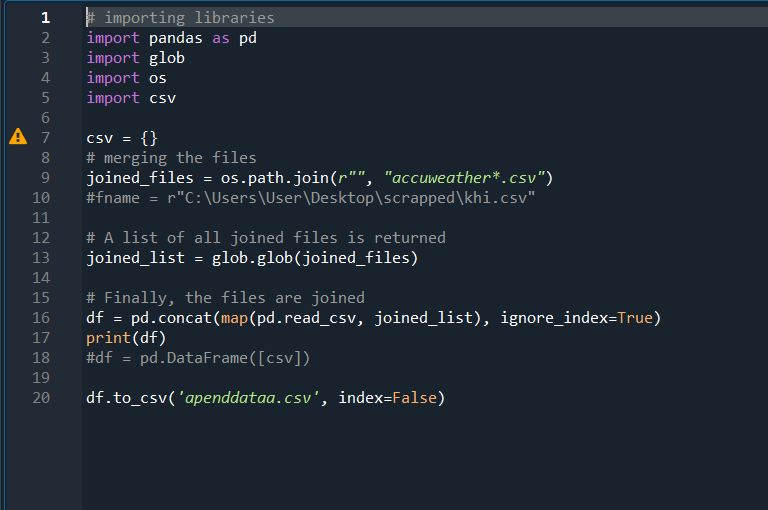 1 # importing libraries
2 import pandas as pd
3 import glob
4 import os
5 import csv
6
7 csv = {}
8 # merging the files
9 joined_files = os.path.join(r"", "accuweather*.csv")
10 #fname = r"C:\Users\User\Desktop\scrapped\khi.csv"
11
12 # A list of all joined files is returned
13 joined_list = glob.glob(joined_files)
14
15 # Finally, the files are joined
16 df = pd.concat(map(pd.read_csv, joined_list), ignore_index=True)
17 print(df)
18 #df = pd.DataFrame([csv])
19
20 df.to_csv('apenddataa.csv', index=False)